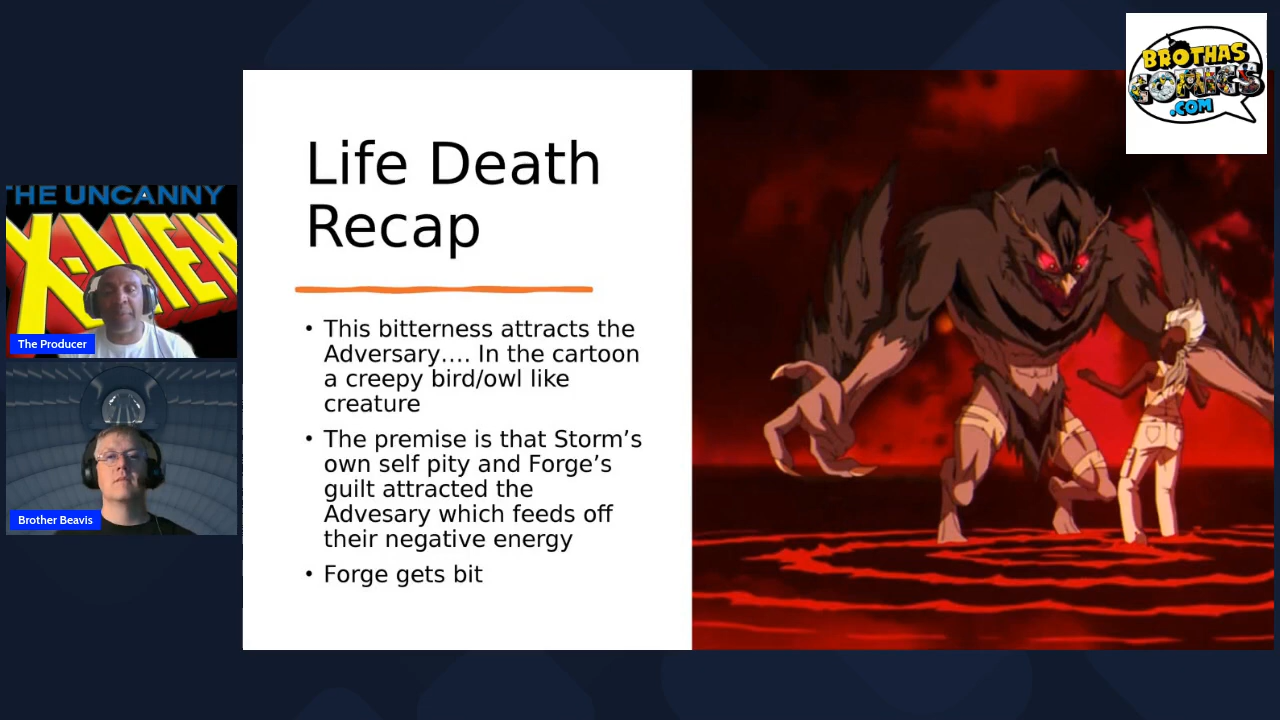 BROTHAS
COMICS
.COM
Life Death
Recap
THE UNCANNY
X-MEN
The Producer
Brother Beavis
• This bitterness attracts the
Adversary…. In the cartoon
a creepy bird/owl like
creature
• The premise is that Storm’s
own self pity and Forge’s
guilt attracted the
Advesary which feeds off
their negative energy
• Forge gets bit